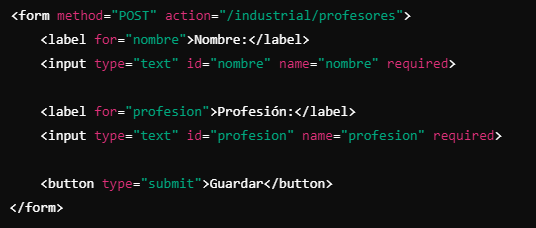 <form method="POST" action="/industrial/profesores">
<label for="nombre">Nombre:</label>
<input type="text" id="nombre" name="nombre" required>
<label for="profesion">Profesión:</label>
<input type="text" id="profesion" name="profesion" required>
<button type="submit">Guardar</button>
</form>